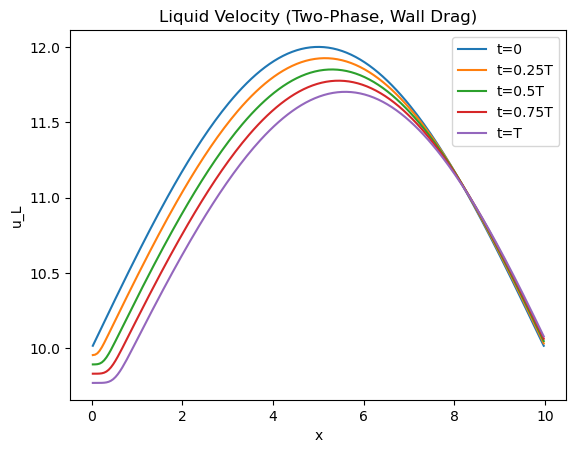 Liquid Velocity (Two-Phase, Wall Drag)
t=0
t=0.25T
t=0.5T
t=0.75T
t=T
12.0
11.5
11.0
10.5
10.0
u_L
0 2 4 6 8 10
x